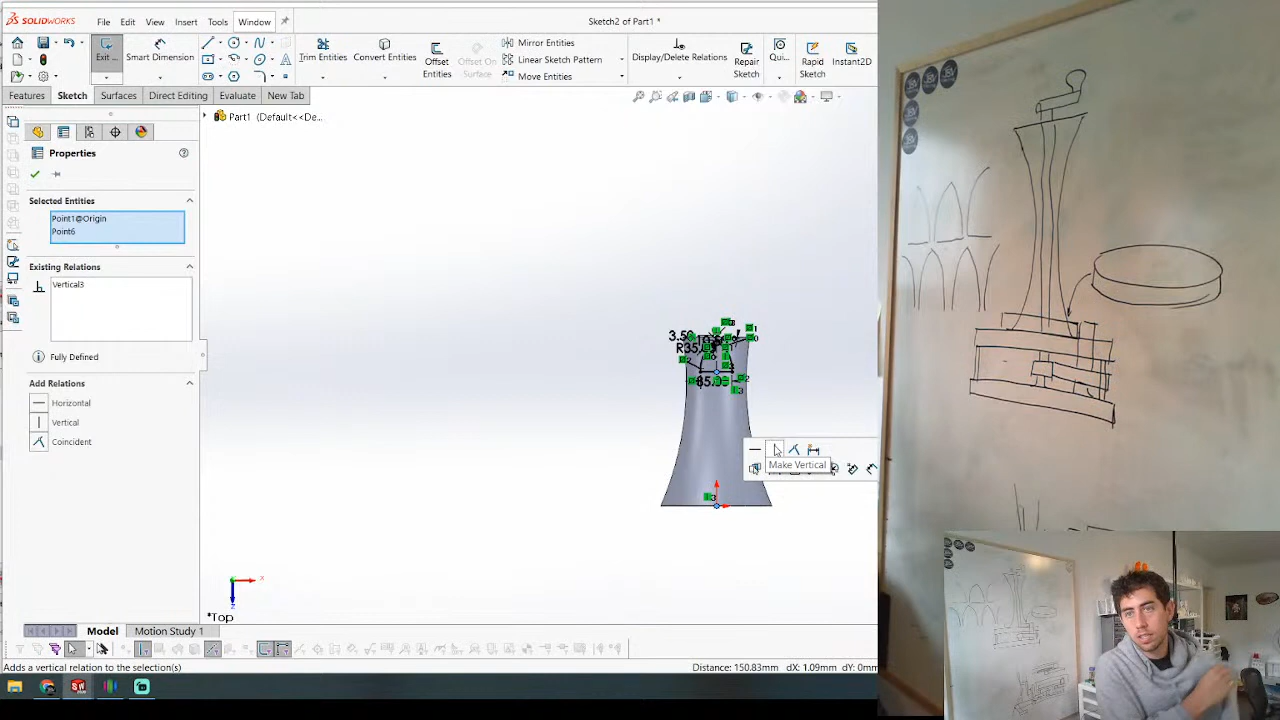 SOLIDWORKS File Edit View Insert Tools Window Sketch2 of Part1 *
Exit ... Smart Dimension Trim Entities Convert Entities Offset Entities Offset On Surface Mirror Entities Linear Sketch Pattern Move Entities Display/Delete Relations Repair Sketch Qui... Rapid Sketch Instant2D
Features Sketch Surfaces Direct Editing Evaluate New Tab
Part1 (Default<<De...
Properties
Selected Entities
Point1@Origin
Point6
Existing Relations
Vertical3
Fully Defined
Add Relations
Horizontal
Vertical
Coincident
Make Vertical
*Top
Model Motion Study 1
Adds a vertical relation to the selection(s)
Distance: 150.83mm dX: 1.09mm dY: 0mm